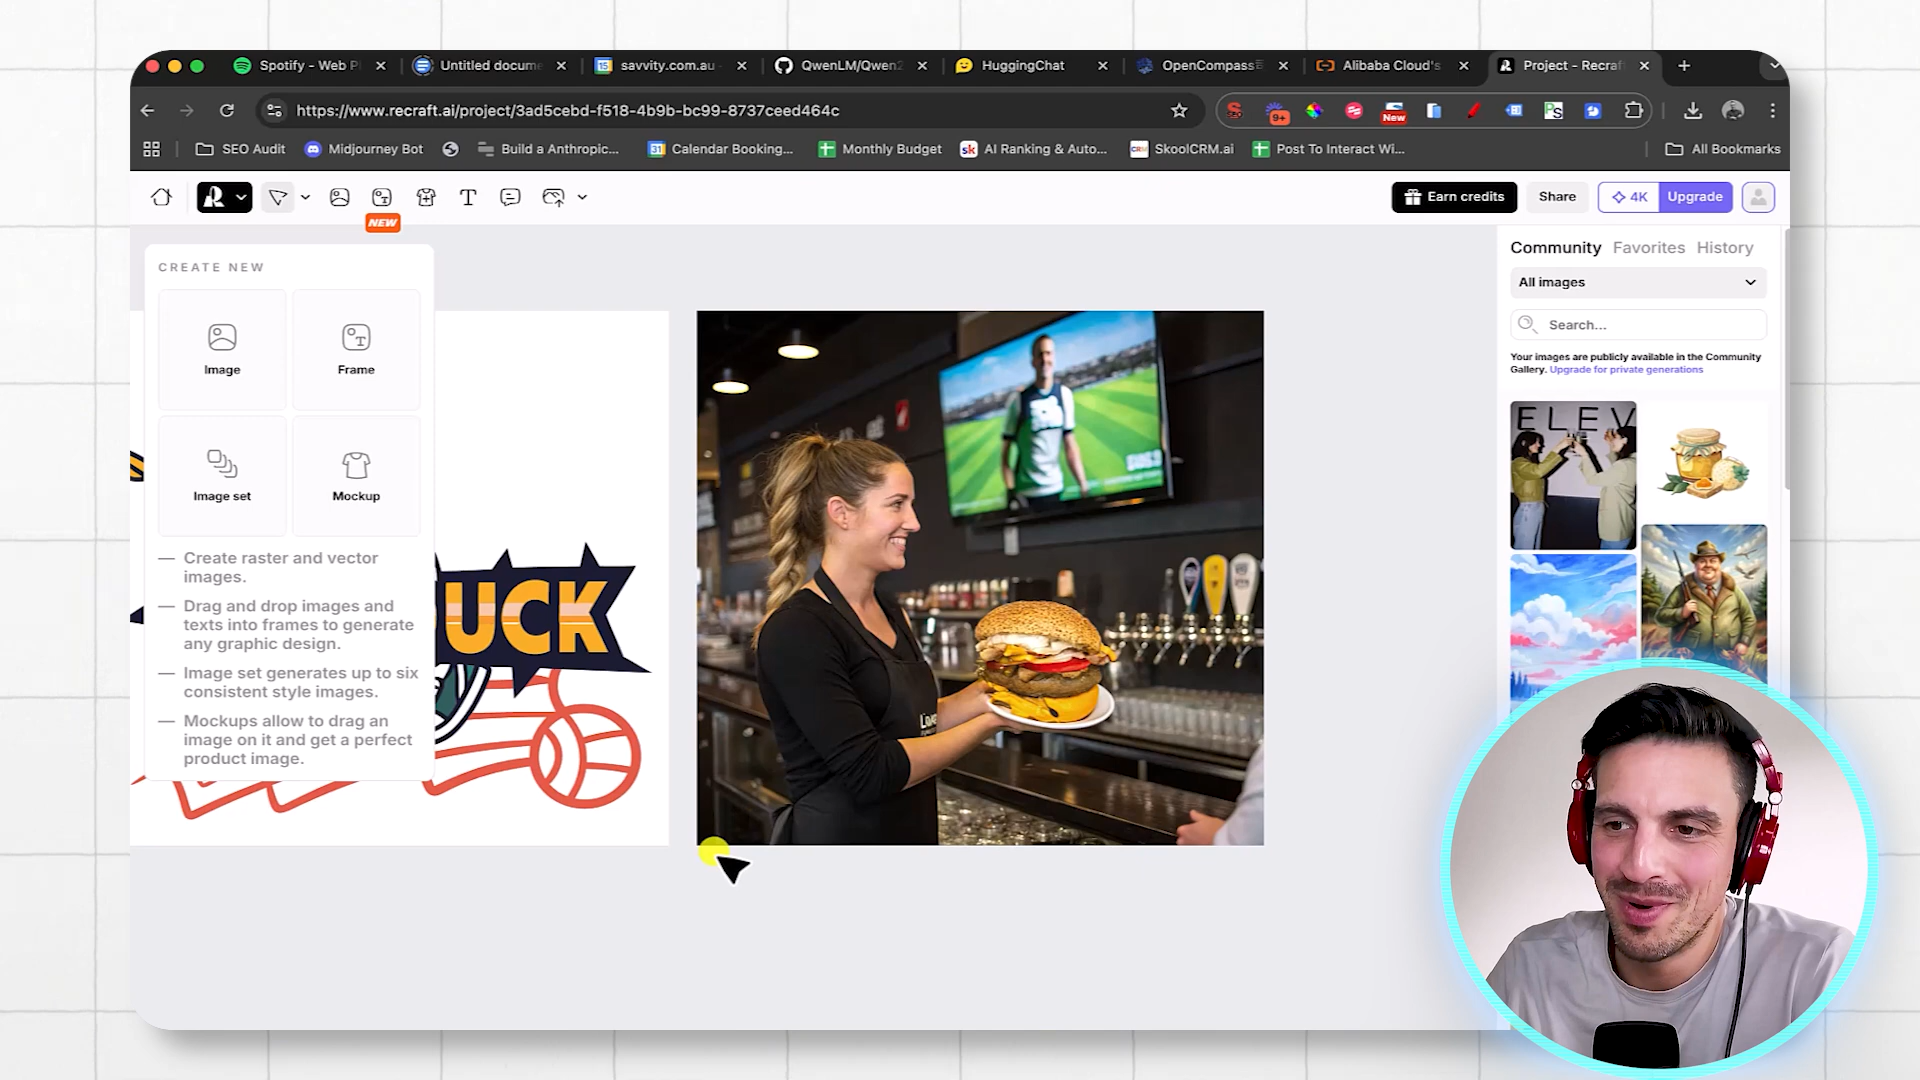 Spotify - Web P
Untitled docume
savvity.com.au
QwenLM/Qwen2
HuggingChat
OpenCompass
Alibaba Cloud's
Project - Recraf
https://www.recraft.ai/project/3ad5cebd-f518-4b9b-bc99-8737ceed464c
9+
New
SEO Audit
Midjourney Bot
Build a Anthropic...
Calendar Booking...
Monthly Budget
sk
AI Ranking & Auto...
CRM
SkoolCRM.ai
Post To Interact Wi...
All Bookmarks
T
NEW
Earn credits
Share
4K
Upgrade
CREATE NEW
Image
Frame
Image set
Mockup
— Create raster and vector
images.
— Drag and drop images and
texts into frames to generate
any graphic design.
— Image set generates up to six
consistent style images.
— Mockups allow to drag an
image on it and get a perfect
product image.
UCK
Community
Favorites
History
All images
Search...
Your images are publicly available in the Community
Gallery. Upgrade for private generations
ELEV